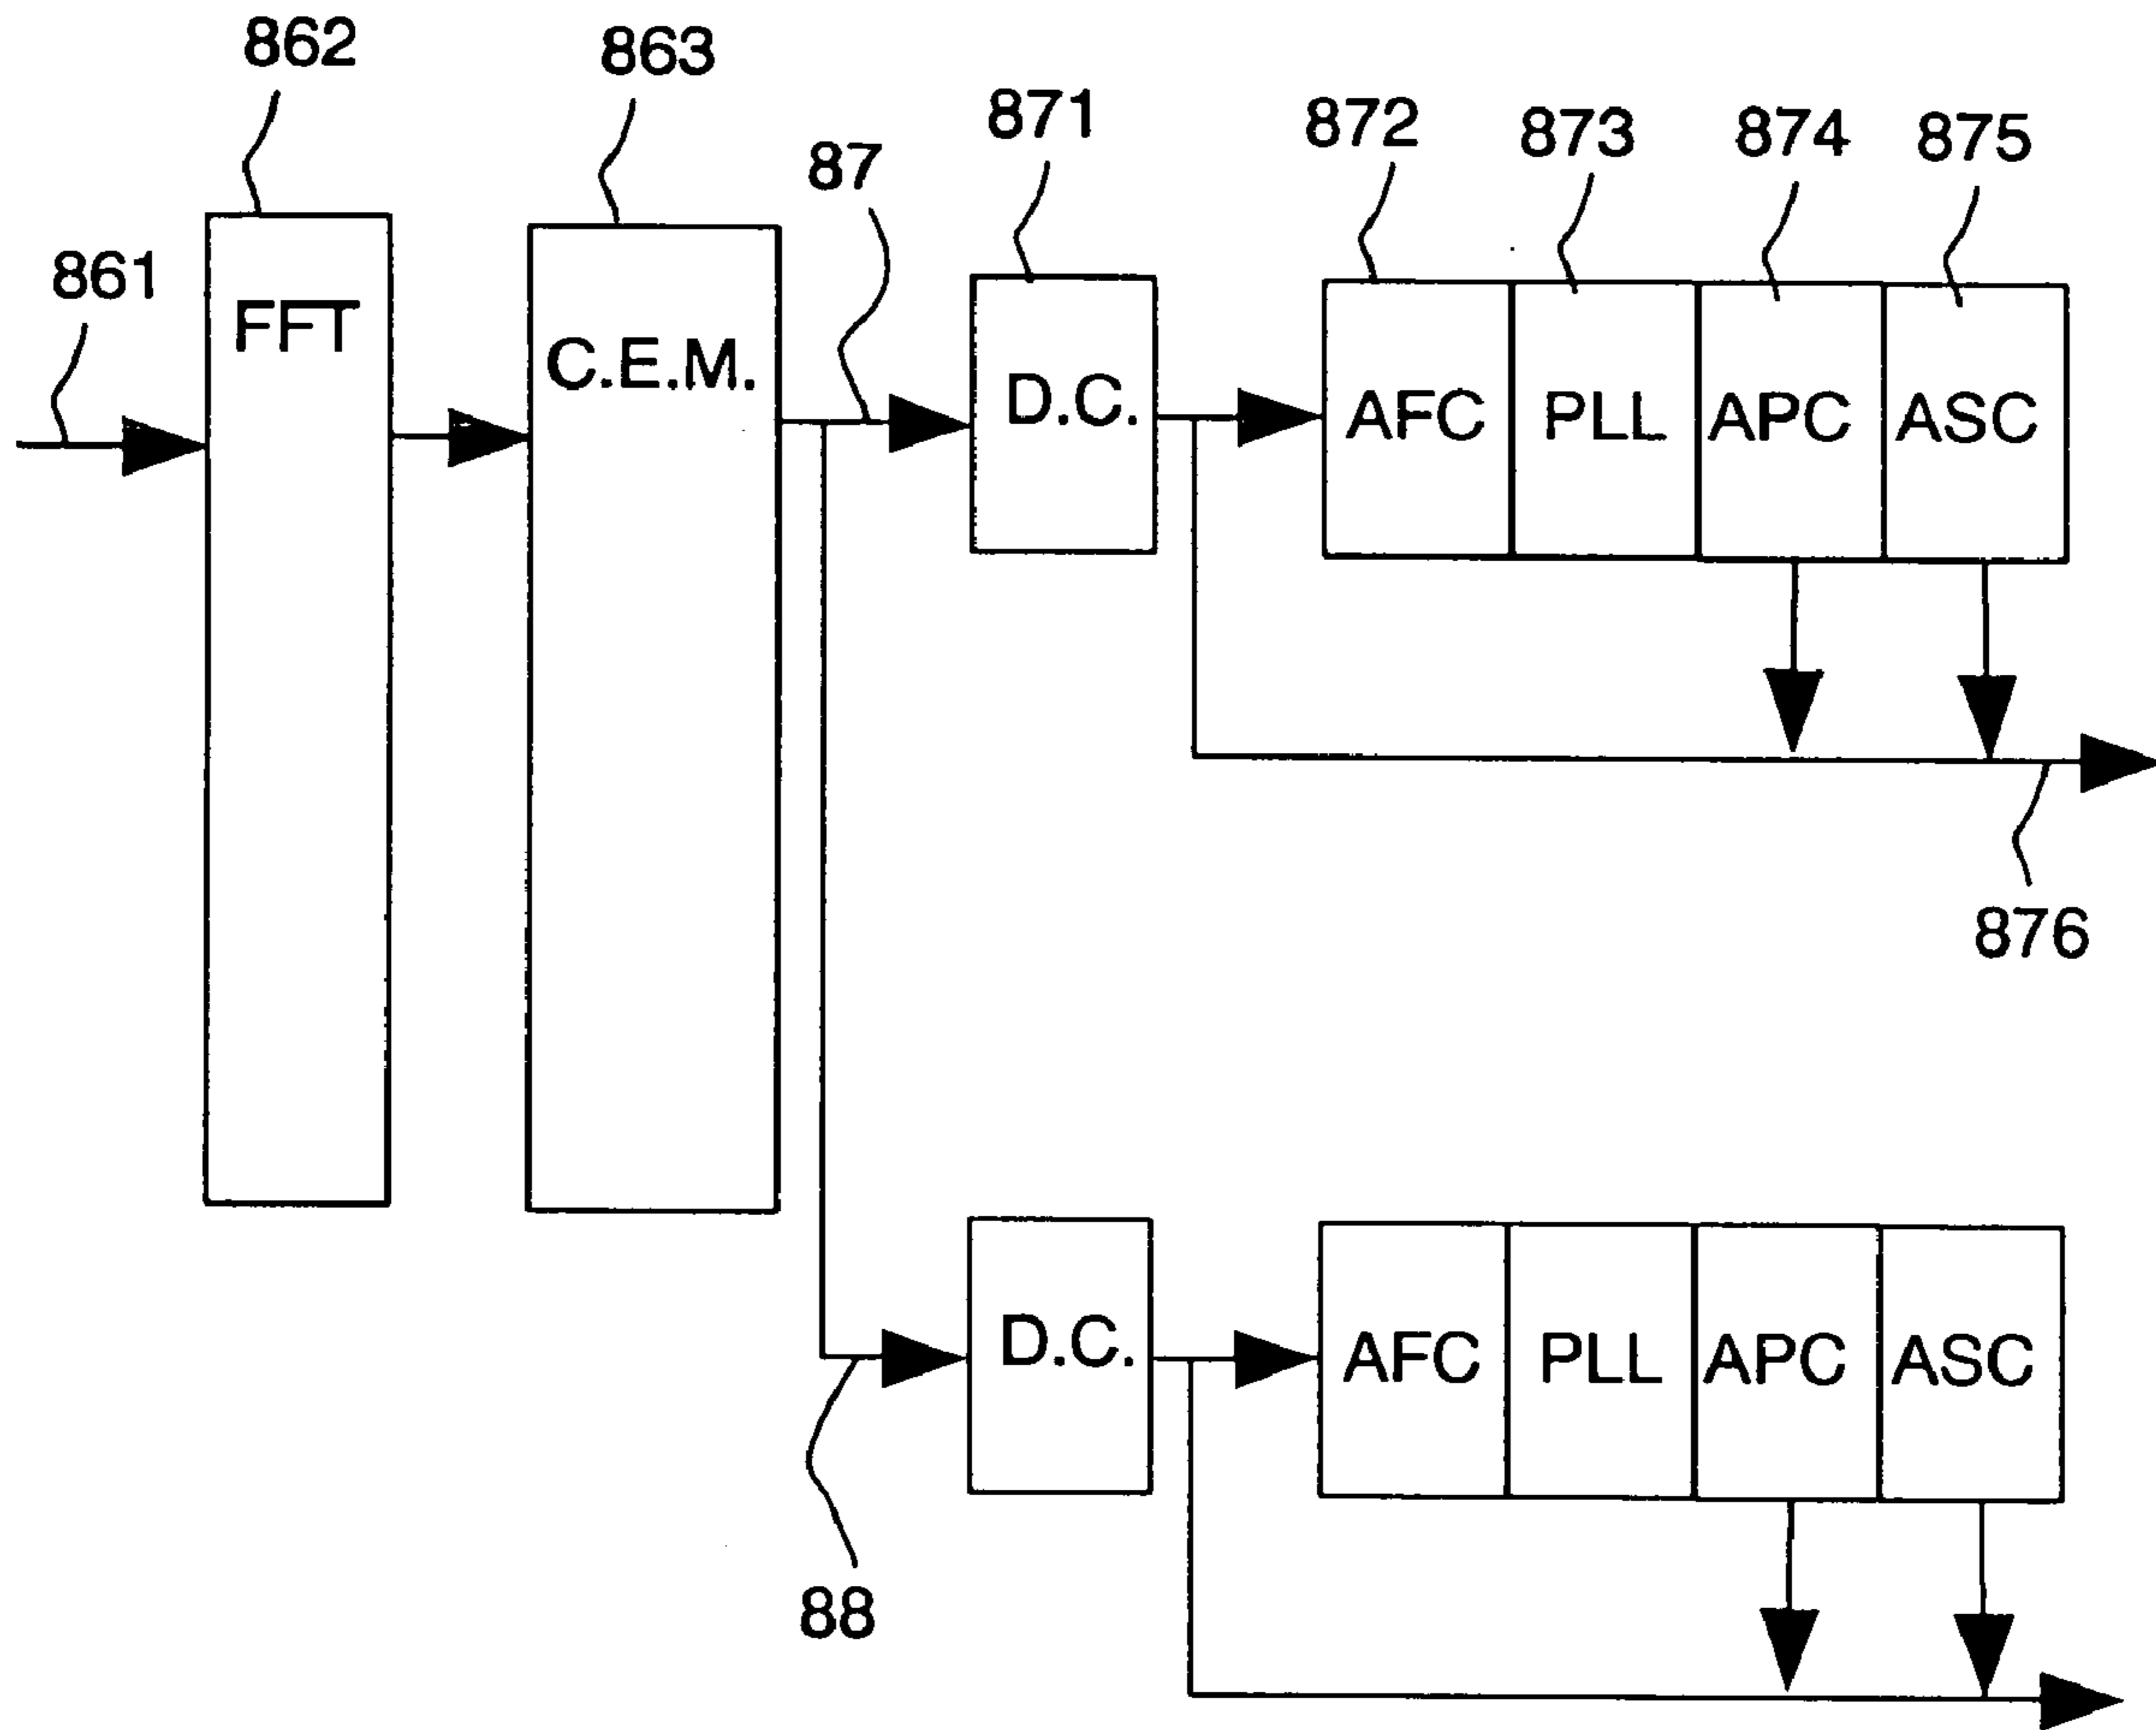 862
863
871
872
873
874
875
87
861
FFT
C.E.M.
D.C.
AFC
PLL
APC
ASC
876
D.C.
AFC
PLL
APC
ASC
88